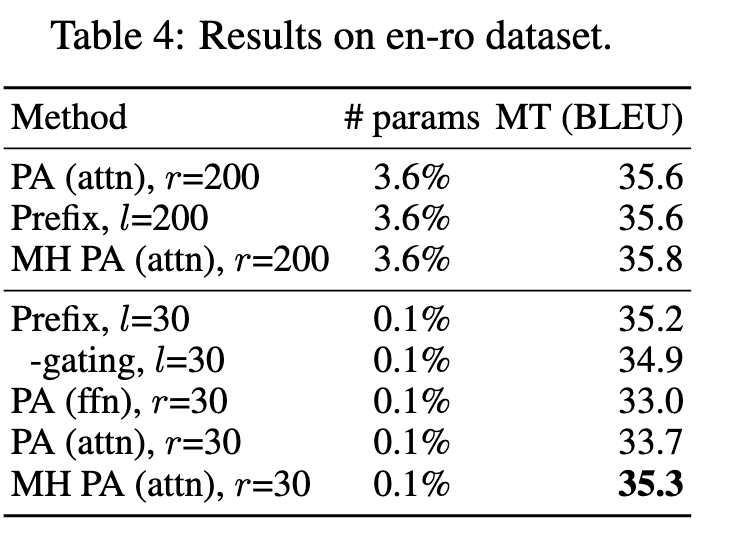 Table 4: Results on en-ro dataset.
Method # params MT (BLEU)
PA (attn), r=200 3.6% 35.6
Prefix, l=200 3.6% 35.6
MH PA (attn), r=200 3.6% 35.8
Prefix, l=30 0.1% 35.2
-gating, l=30 0.1% 34.9
PA (ffn), r=30 0.1% 33.0
PA (attn), r=30 0.1% 33.7
MH PA (attn), r=30 0.1% 35.3